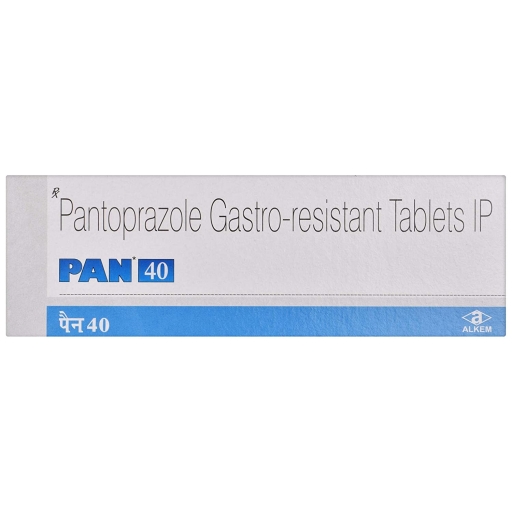 ℞
Pantoprazole Gastro-resistant Tablets IP
PAN* 40
पैन 40
a
ALKEM